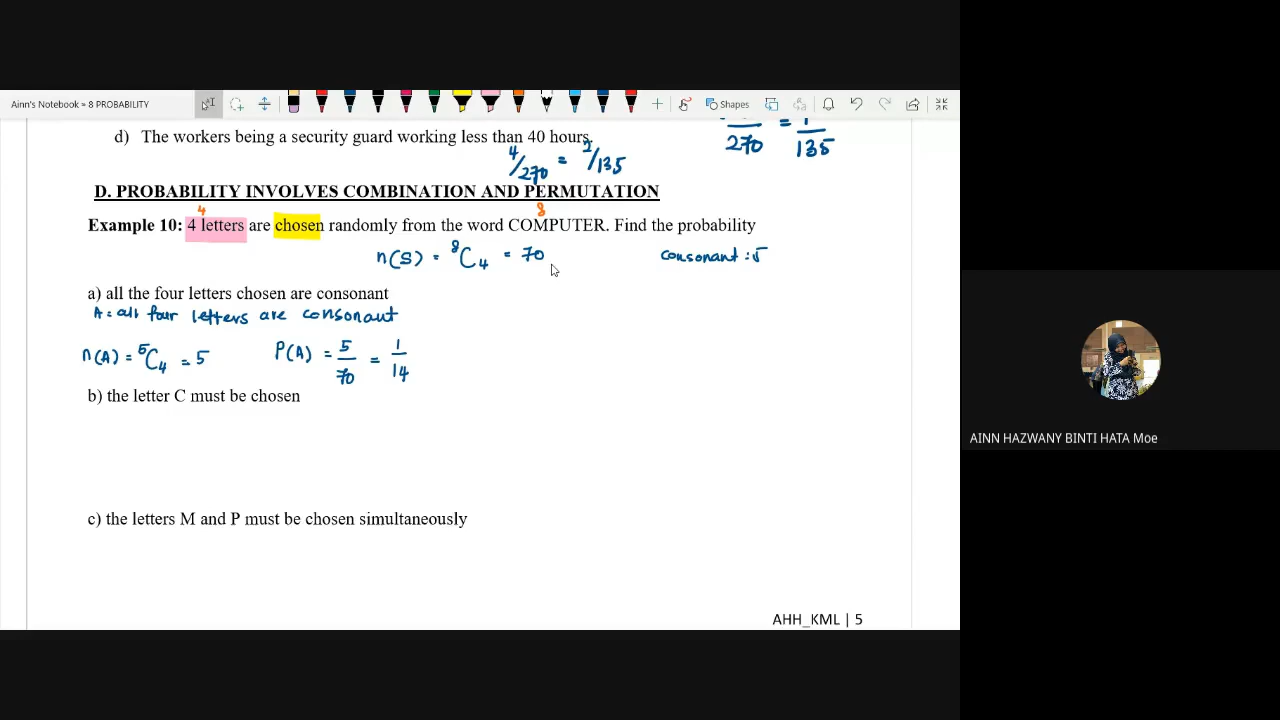 Ainn's Notebook » 8 PROBABILITY
Shapes
d) The workers being a security guard working less than 40 hours.
4/270 = 2/135
270 = 1/135
D. PROBABILITY INVOLVES COMBINATION AND PERMUTATION
4 8
Example 10: 4 letters are chosen randomly from the word COMPUTER. Find the probability
n(S) = ⁸C₄ = 70 consonant : 5
a) all the four letters chosen are consonant
A = all four letters are consonant
n(A) = ⁵C₄ = 5 P(A) = 5/70 = 1/14
b) the letter C must be chosen
c) the letters M and P must be chosen simultaneously
AHH_KML | 5
AINN HAZWANY BINTI HATA Moe